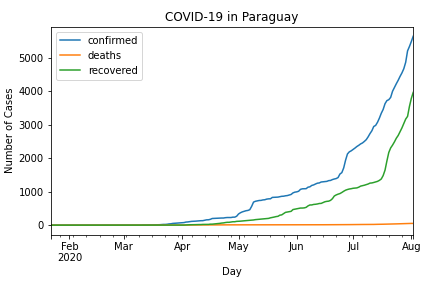 COVID-19 in Paraguay
confirmed
deaths
recovered
Number of Cases
5000
4000
3000
2000
1000
0
Feb Mar Apr May Jun Jul Aug
2020
Day